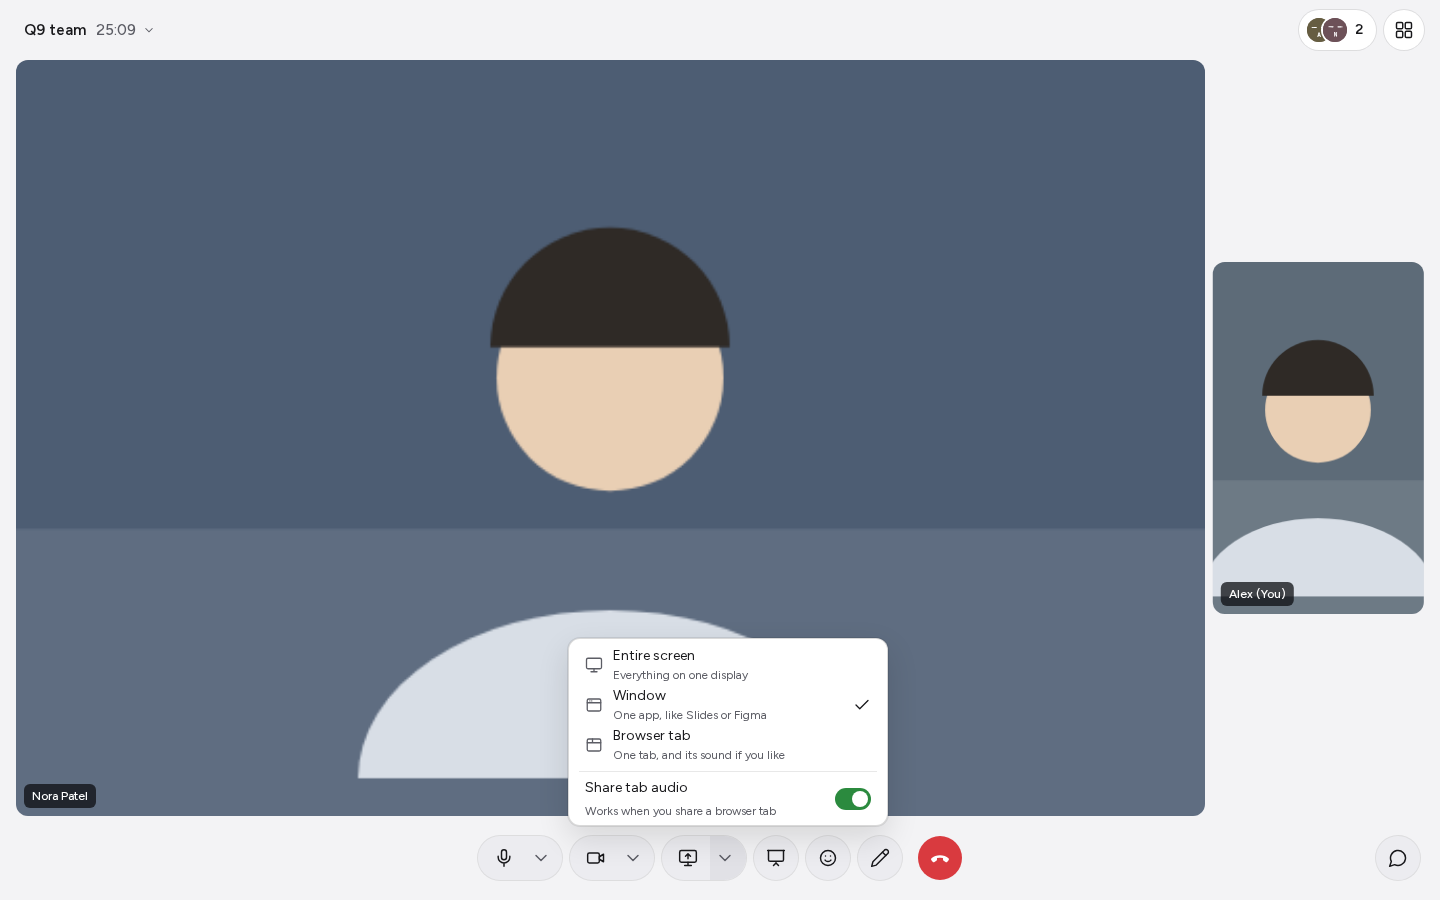 Q9 team 25:09
A N 2
Nora Patel
Alex (You)
Entire screen
Everything on one display
Window
One app, like Slides or Figma
Browser tab
One tab, and its sound if you like
Share tab audio
Works when you share a browser tab